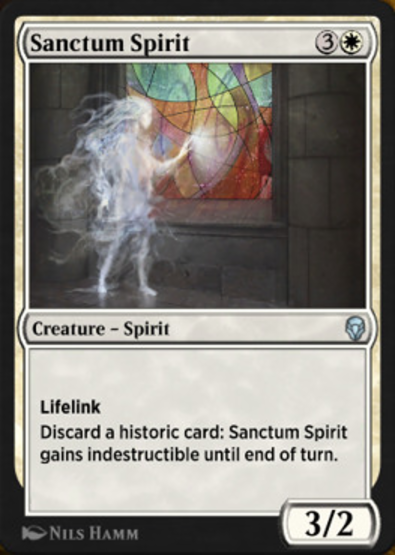 Sanctum Spirit 3
Creature – Spirit
Lifelink
Discard a historic card: Sanctum Spirit
gains indestructible until end of turn.
3/2
Nils Hamm